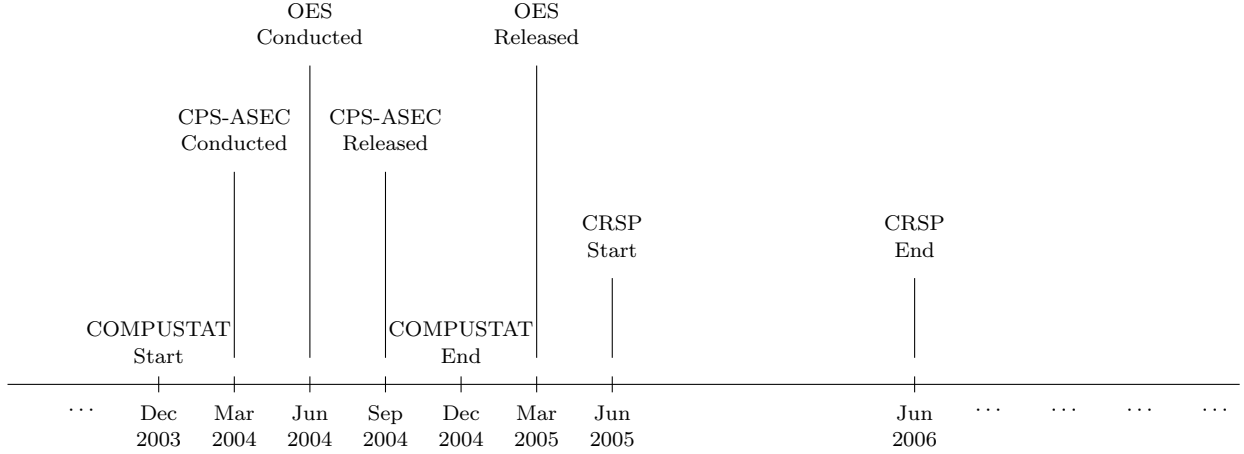 OES
Conducted
OES
Released
CPS-ASEC
Conducted
CPS-ASEC
Released
CRSP
Start
CRSP
End
COMPUSTAT
Start
COMPUSTAT
End
... Dec Mar Jun Sep Dec Mar Jun Jun ... ... ... ...
2003 2004 2004 2004 2004 2005 2005 2006